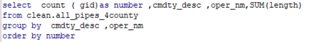 select  count ( gid)as number ,cmdty_desc ,oper_nm,SUM(length)
from clean.all_pipes_4county
group by  cmdty_desc ,oper_nm
order by number